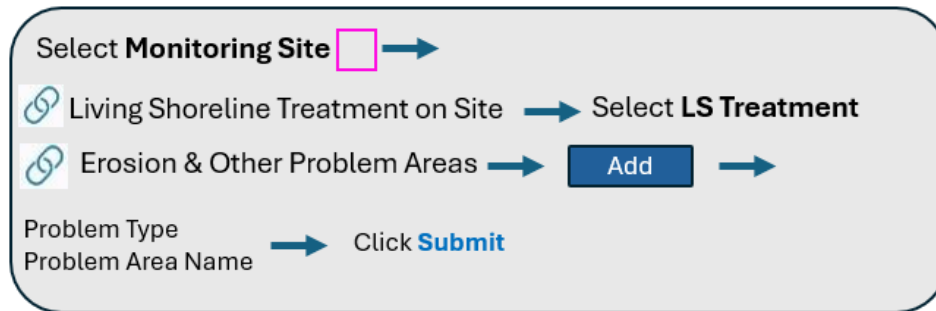 Select Monitoring Site
Living Shoreline Treatment on Site Select LS Treatment
Erosion & Other Problem Areas Add
Problem Type
Problem Area Name
Click Submit